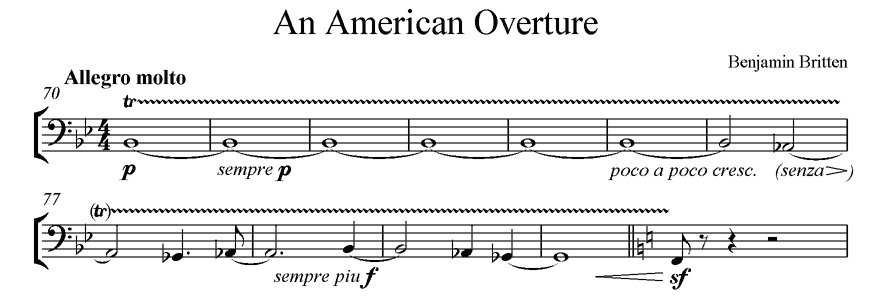 An American Overture
Benjamin Britten
Allegro molto
70
tr
p sempre p poco a poco cresc. (senza > )
77
(tr)
sempre piu f sf